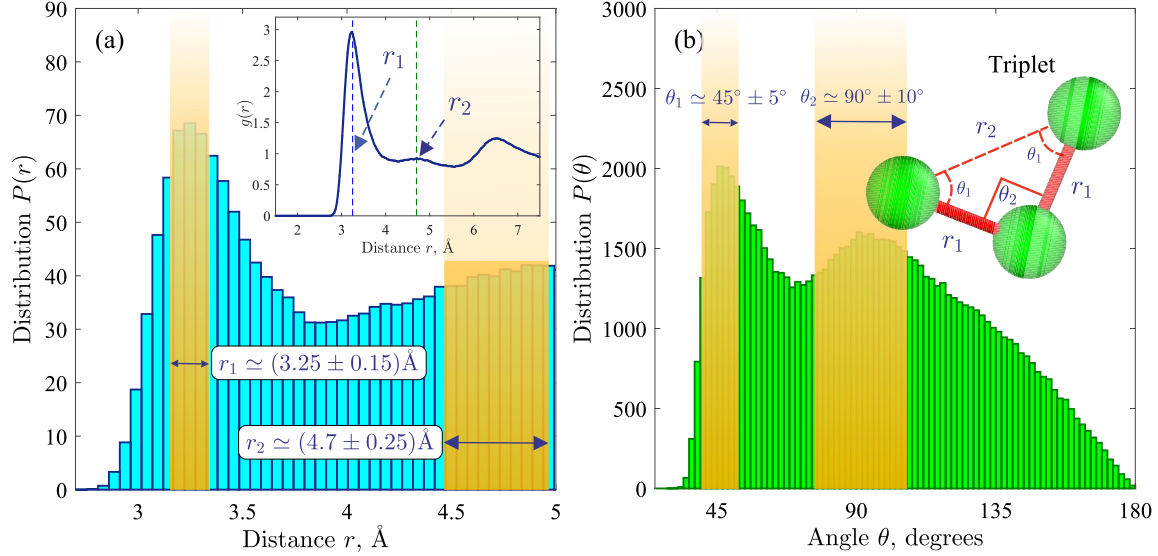 (a)
Distribution P(r)
90
80
70
60
50
40
30
20
10
0
3
3.5
4
4.5
5
Distance r, Å
r₁ ≃ (3.25 ± 0.15)Å
r₂ ≃ (4.7 ± 0.25)Å
g(r)
3
2.5
2
1.5
1
0.5
0
1
2
3
4
5
6
7
Distance r, Å
r₁
r₂
(b)
Distribution P(θ)
3000
2500
2000
1500
1000
500
0
45
90
135
180
Angle θ, degrees
θ₁ ≃ 45° ± 5°
θ₂ ≃ 90° ± 10°
Triplet
r₂
θ₁
θ₁
θ₂
r₁
r₁